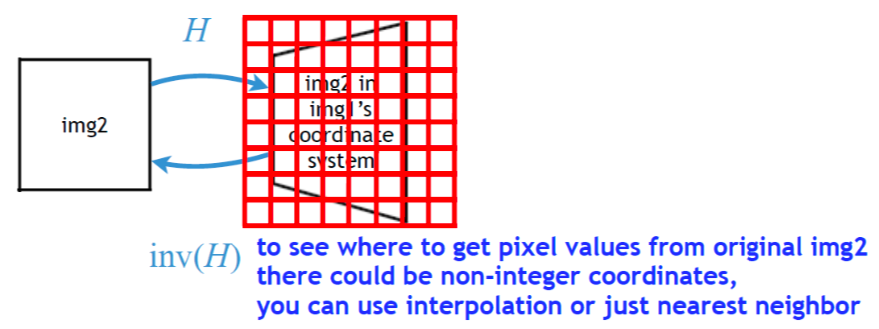 H
img2
img2 in
img1's
coordinate
system
inv(H)
to see where to get pixel values from original img2
there could be non-integer coordinates,
you can use interpolation or just nearest neighbor